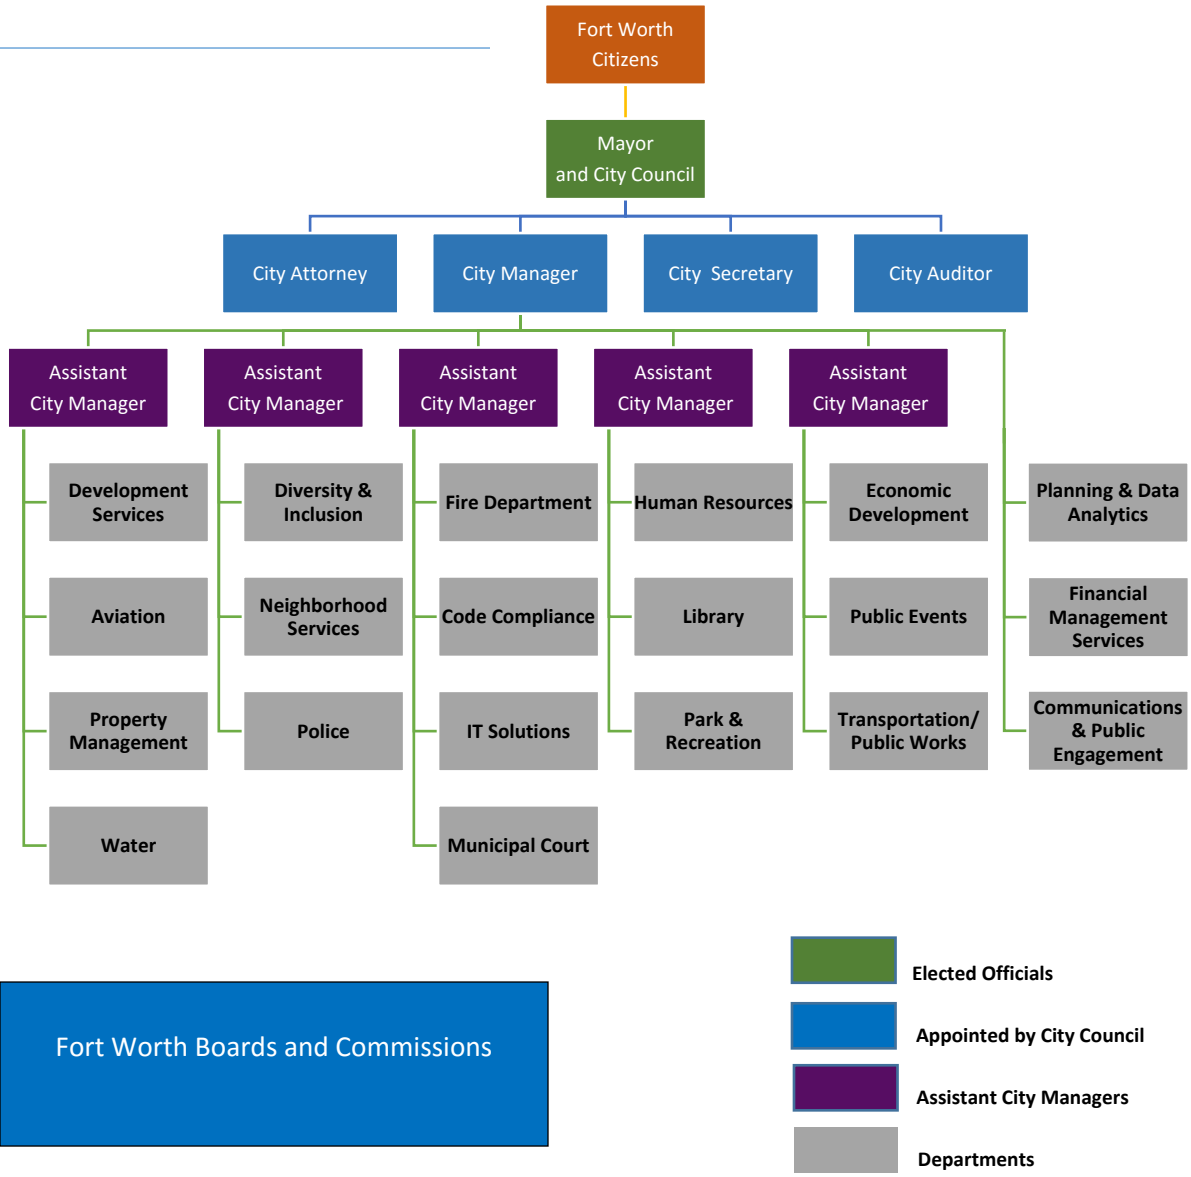 Fort Worth
Citizens
Mayor
and City Council
City Attorney
City Manager
City Secretary
City Auditor
Assistant
City Manager
Assistant
City Manager
Assistant
City Manager
Assistant
City Manager
Assistant
City Manager
Development
Services
Diversity &
Inclusion
Fire Department
Human Resources
Economic
Development
Planning & Data
Analytics
Aviation
Neighborhood
Services
Code Compliance
Library
Public Events
Financial
Management
Services
Property
Management
Police
IT Solutions
Park &
Recreation
Transportation/
Public Works
Communications
& Public
Engagement
Water
Municipal Court
Fort Worth Boards and Commissions
Elected Officials
Appointed by City Council
Assistant City Managers
Departments